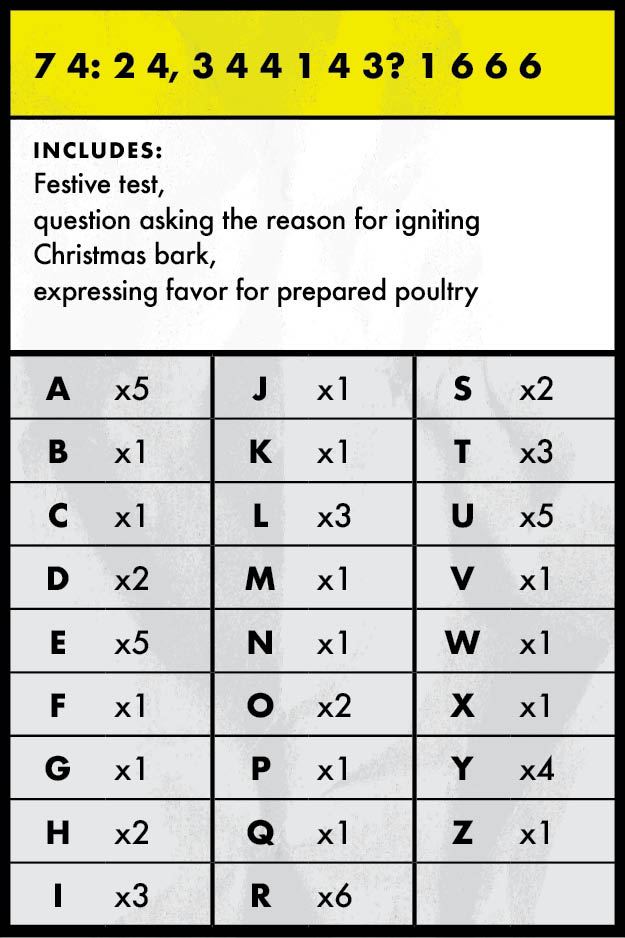 7 4: 2 4, 3 4 4 1 4 3? 1 6 6 6
INCLUDES:
Festive test,
question asking the reason for igniting
Christmas bark,
expressing favor for prepared poultry
A x5 J x1 S x2
B x1 K x1 T x3
C x1 L x3 U x5
D x2 M x1 V x1
E x5 N x1 W x1
F x1 O x2 X x1
G x1 P x1 Y x4
H x2 Q x1 Z x1
I x3 R x6